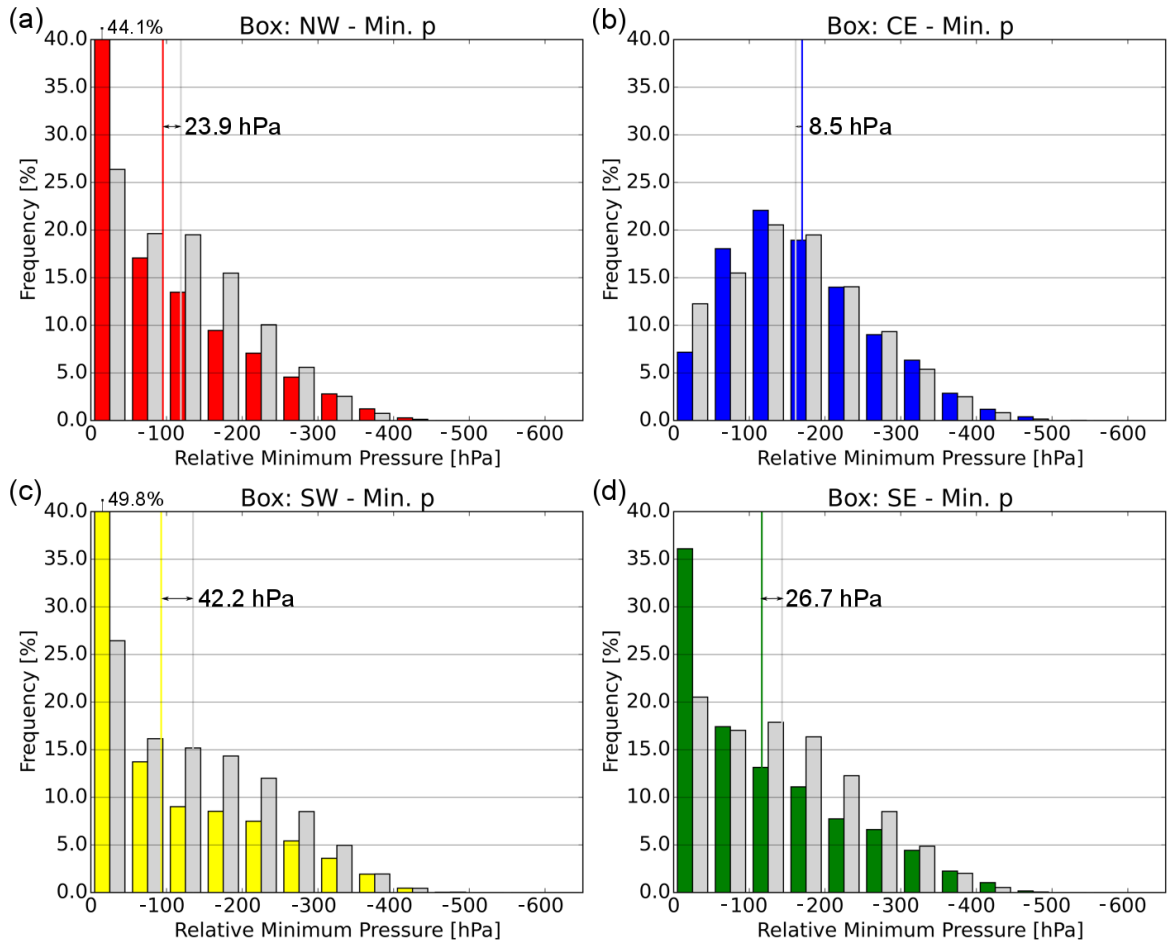 (a)
44.1%
Box: NW - Min. p
40.0
35.0
30.0
25.0
20.0
15.0
10.0
5.0
0.0
Frequency [%]
23.9 hPa
0 -100 -200 -300 -400 -500 -600
Relative Minimum Pressure [hPa]
(b)
Box: CE - Min. p
40.0
35.0
30.0
25.0
20.0
15.0
10.0
5.0
0.0
Frequency [%]
8.5 hPa
0 -100 -200 -300 -400 -500 -600
Relative Minimum Pressure [hPa]
(c)
49.8%
Box: SW - Min. p
40.0
35.0
30.0
25.0
20.0
15.0
10.0
5.0
0.0
Frequency [%]
42.2 hPa
0 -100 -200 -300 -400 -500 -600
Relative Minimum Pressure [hPa]
(d)
Box: SE - Min. p
40.0
35.0
30.0
25.0
20.0
15.0
10.0
5.0
0.0
Frequency [%]
26.7 hPa
0 -100 -200 -300 -400 -500 -600
Relative Minimum Pressure [hPa]